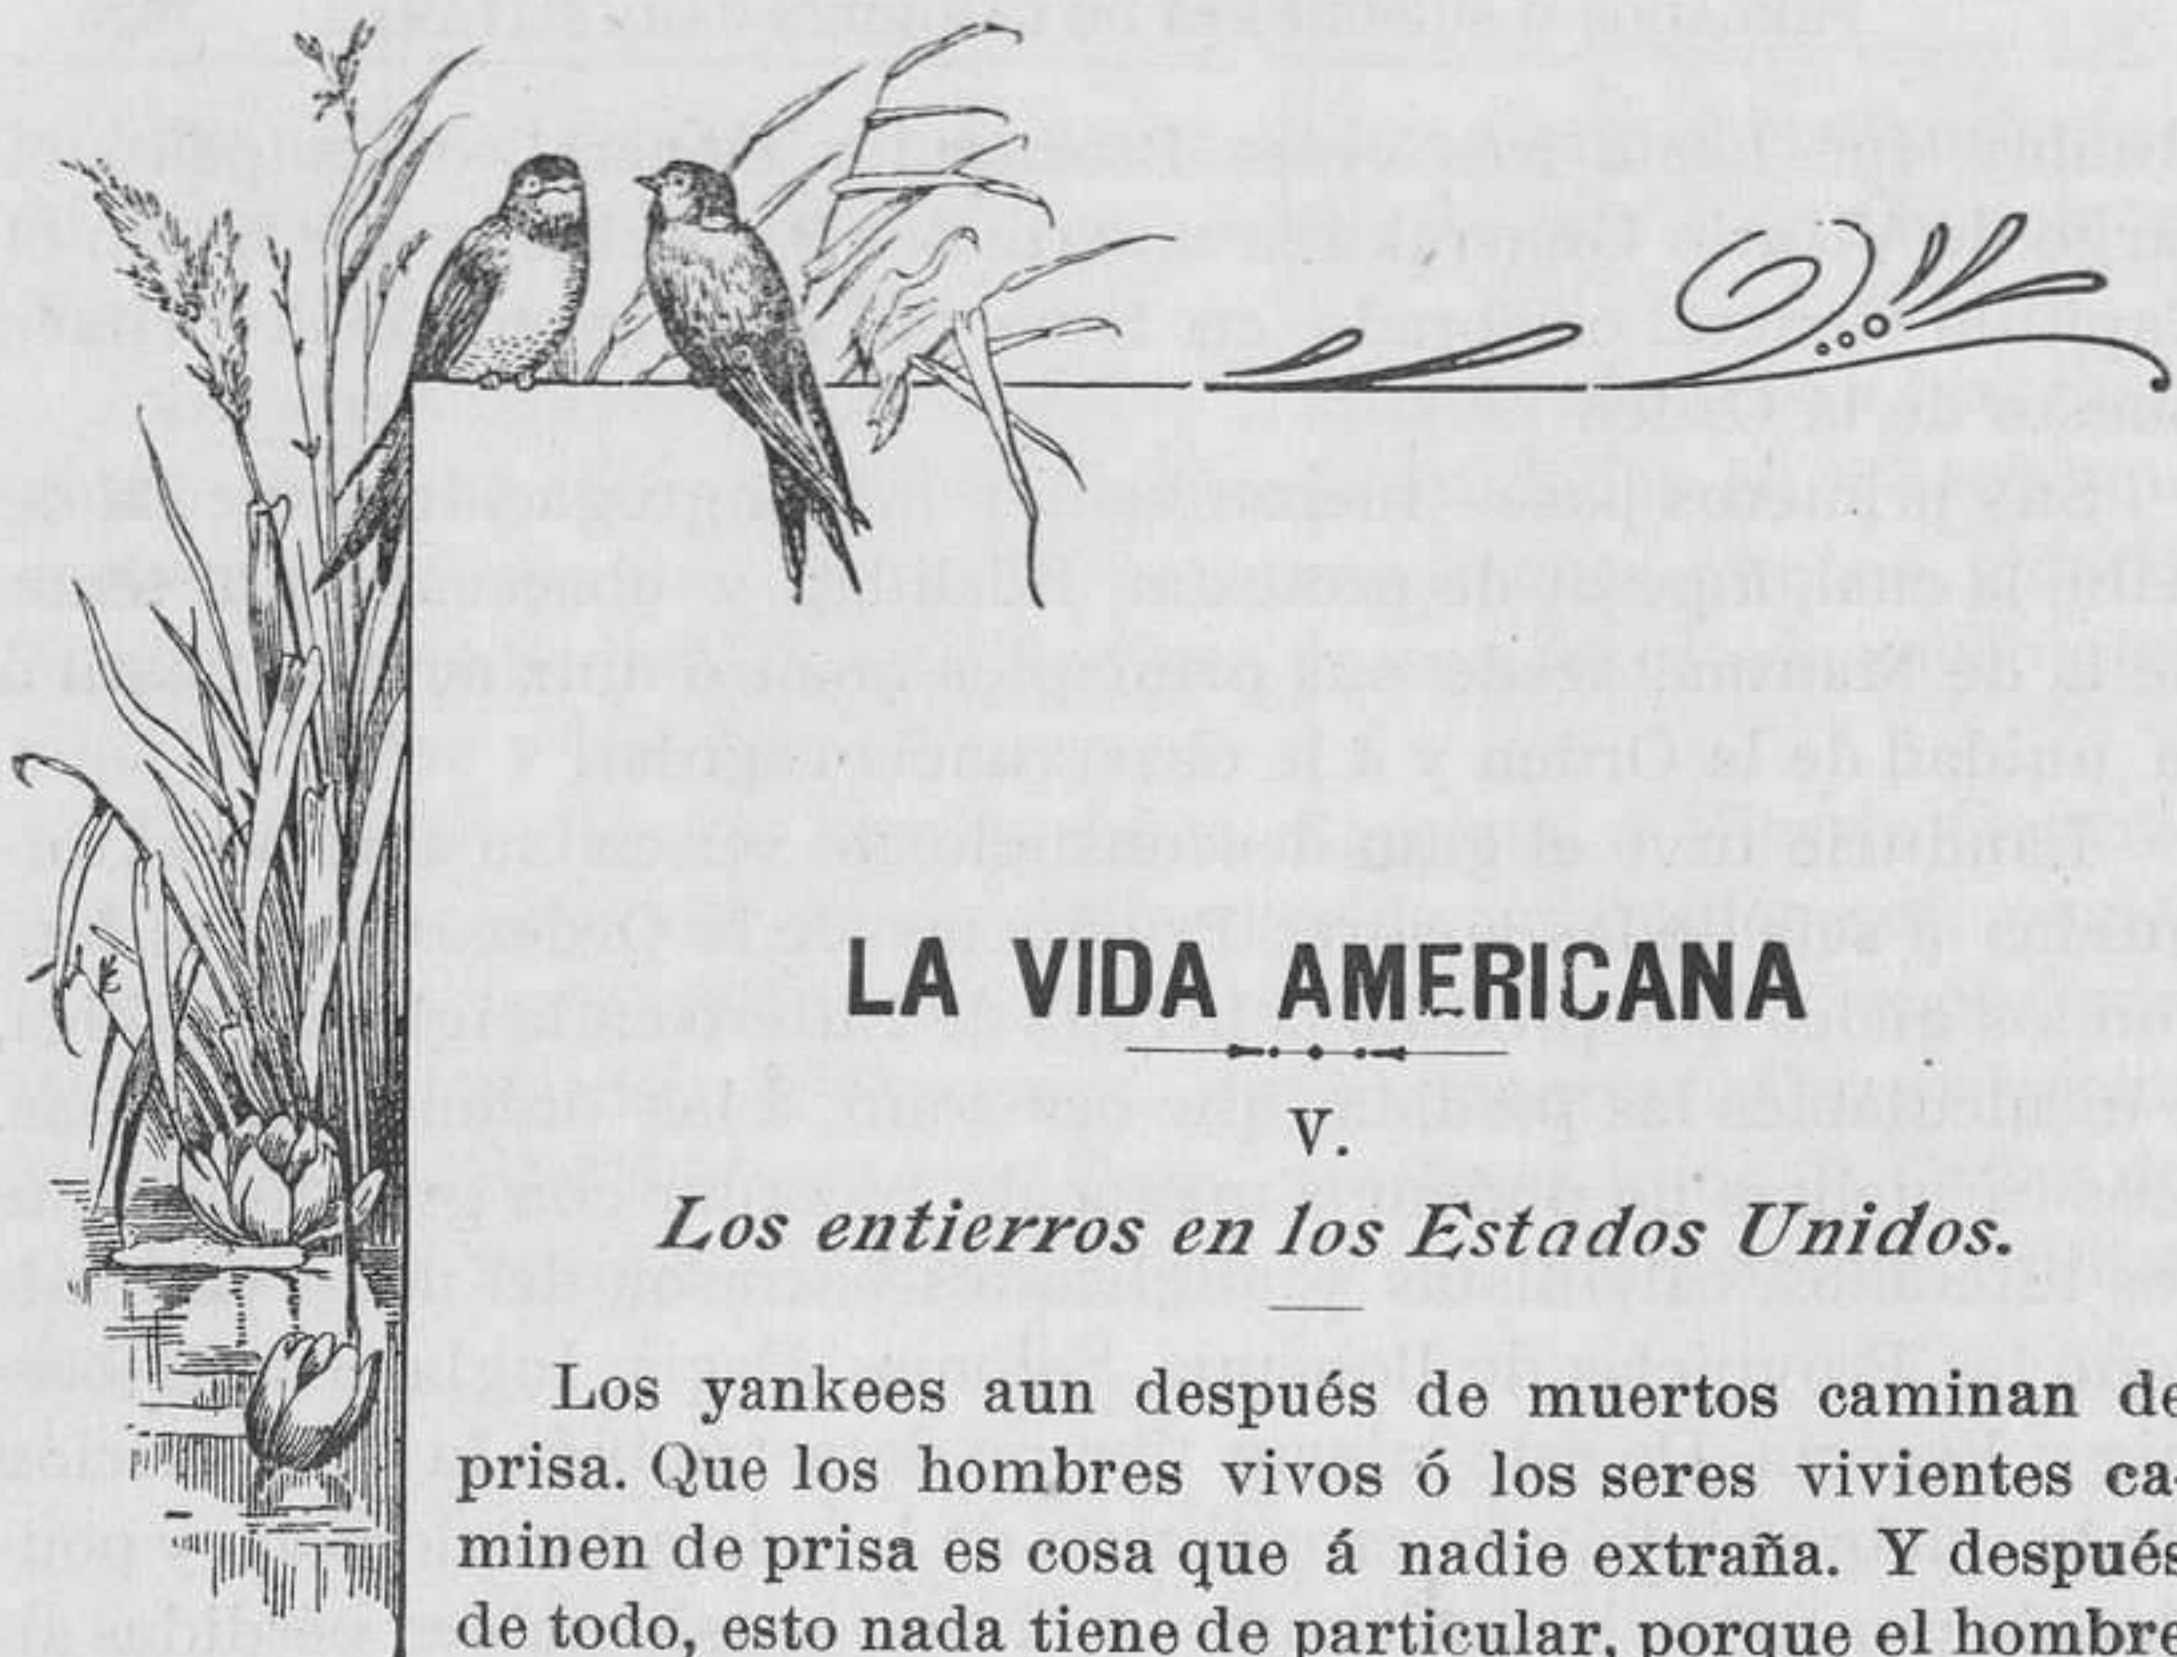 LA VIDA AMERICANA
V.
Los entierros en los Estados Unidos.
Los yankees aun después de muertos caminan de
prisa. Que los hombres vivos ó los seres vivientes ca-
minen de prisa es cosa que á nadie extraña. Y después
de todo, esto nada tiene de particular, porque el hombre